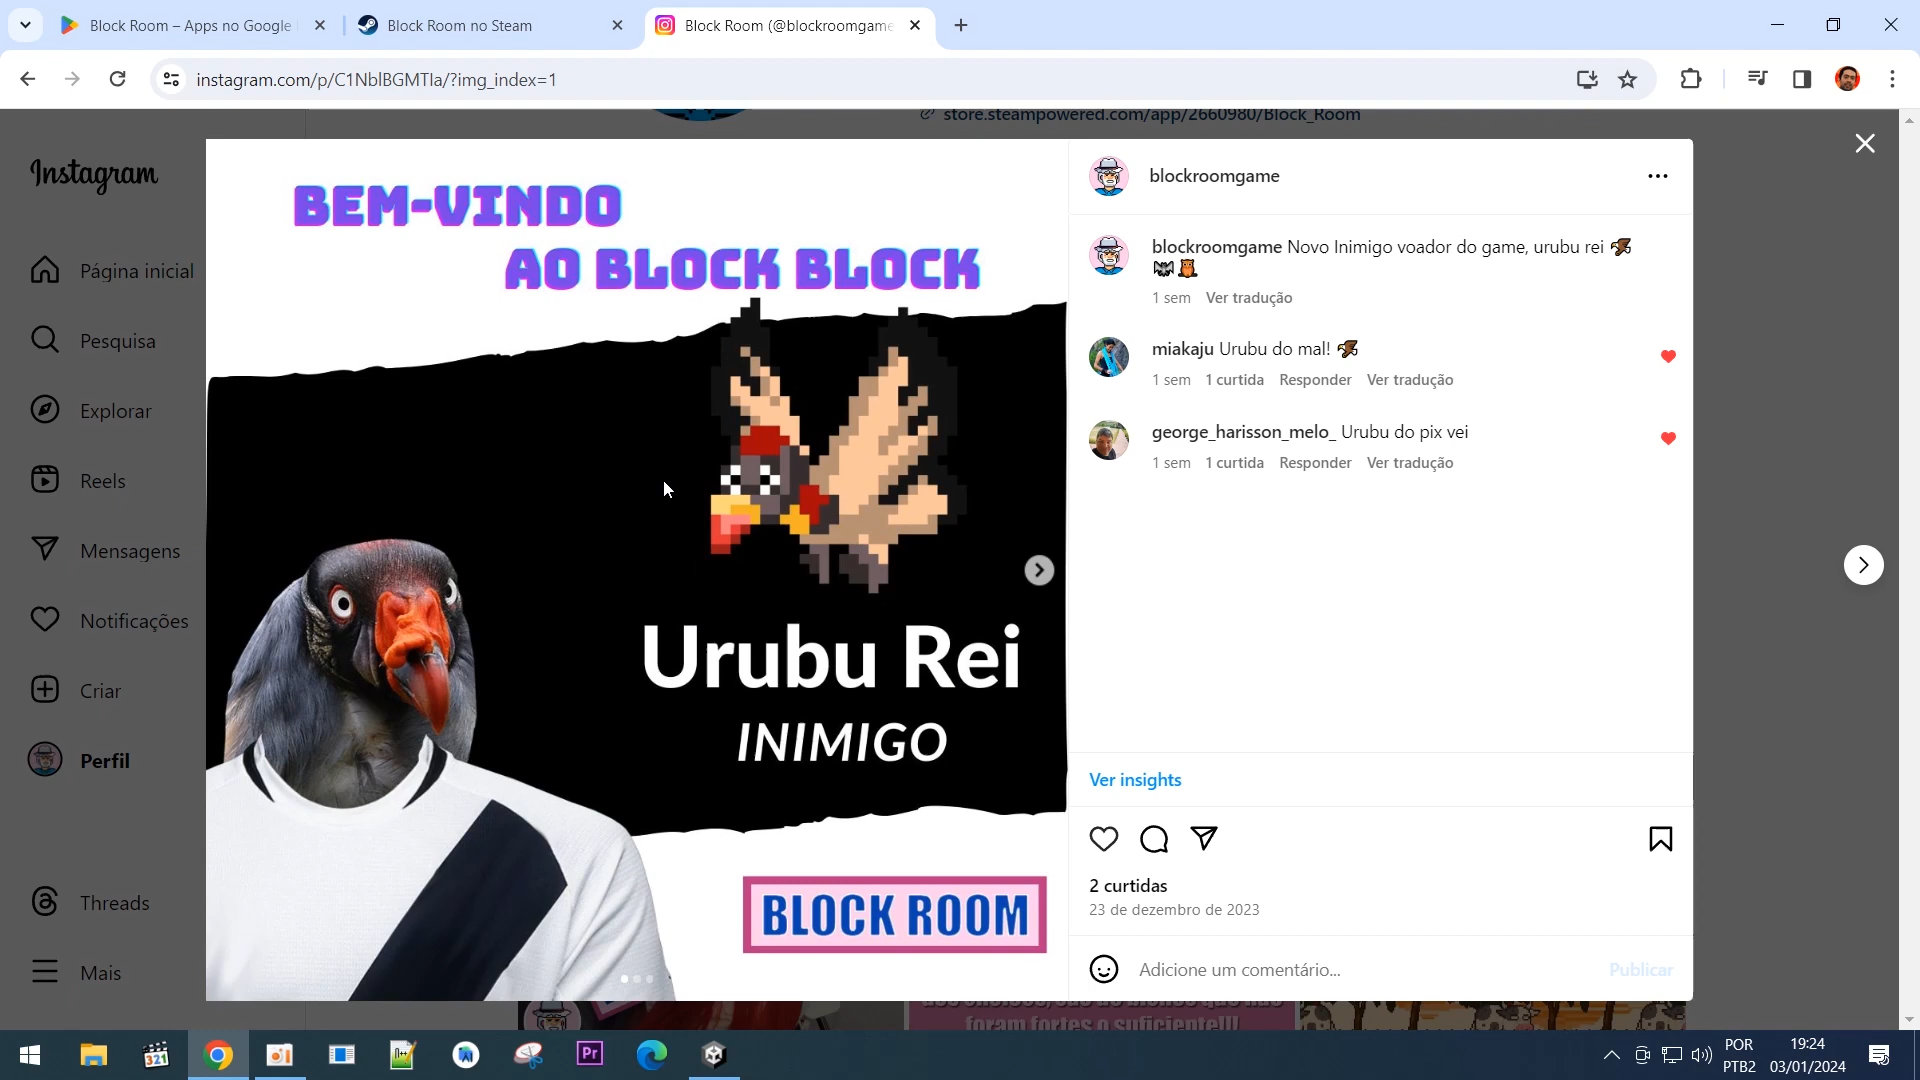 Block Room – Apps no Google
Block Room no Steam
Block Room (@blockroomgame
instagram.com/p/C1NblBGMTIa/?img_index=1
store.steampowered.com/app/2660980/Block_Room
Instagram
Página inicial
Pesquisa
Explorar
Reels
Mensagens
Notificações
Criar
Perfil
Threads
Mais
BEM-VINDO
AO BLOCK BLOCK
Urubu Rei
INIMIGO
BLOCK ROOM
blockroomgame
blockroomgame Novo Inimigo voador do game, urubu rei 🦅
🦇🦉
1 sem Ver tradução
miakaju Urubu do mal! 🦅
1 sem 1 curtida Responder Ver tradução
george_harisson_melo_ Urubu do pix vei
1 sem 1 curtida Responder Ver tradução
Ver insights
2 curtidas
23 de dezembro de 2023
Adicione um comentário...
Publicar
foram fortes o suficiente!!!
321
Pr
POR
PTB2
19:24
03/01/2024